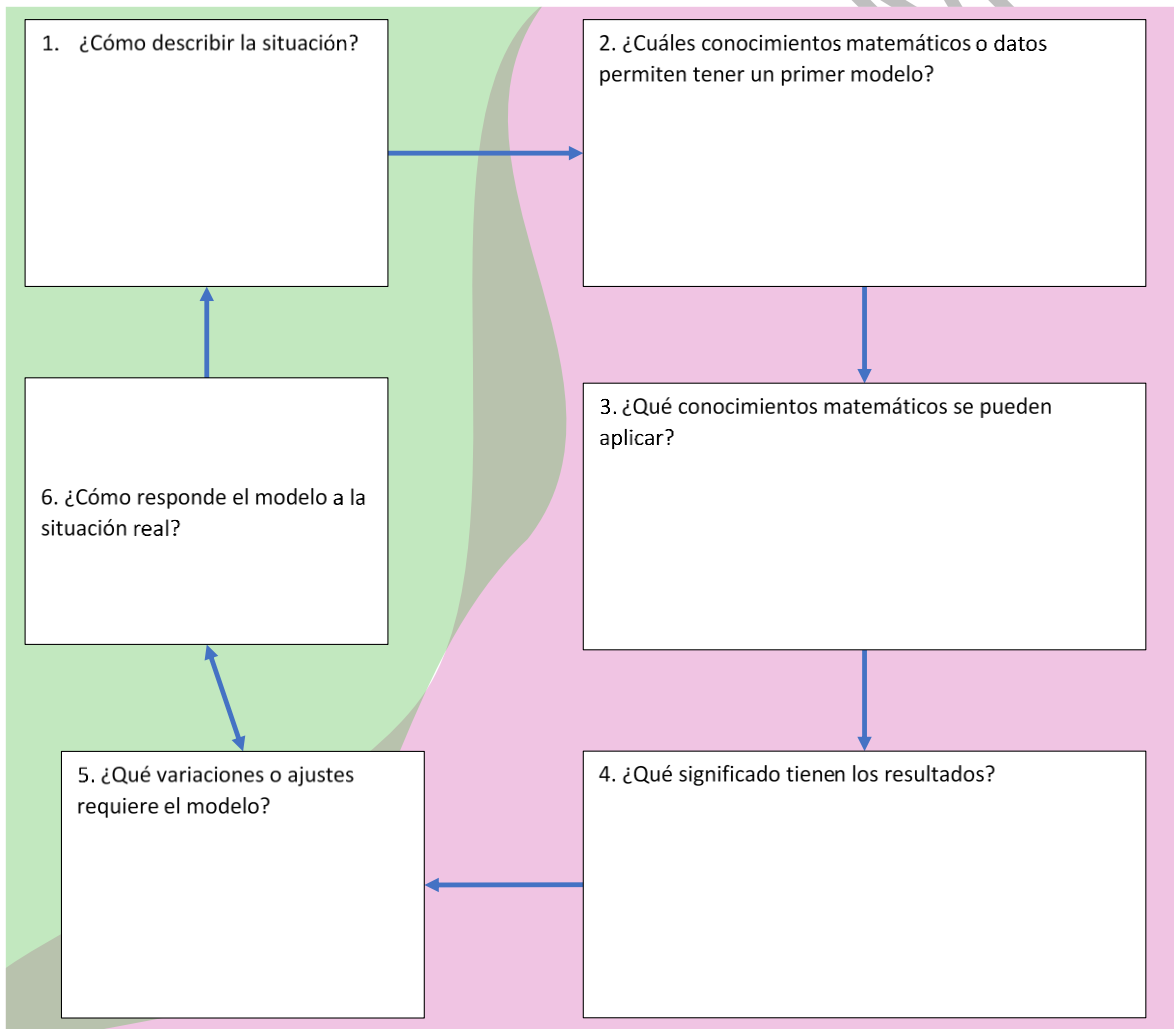 1. ¿Cómo describir la situación?
2. ¿Cuáles conocimientos matemáticos o datos
permiten tener un primer modelo?
3. ¿Qué conocimientos matemáticos se pueden
aplicar?
4. ¿Qué significado tienen los resultados?
5. ¿Qué variaciones o ajustes
requiere el modelo?
6. ¿Cómo responde el modelo a la
situación real?